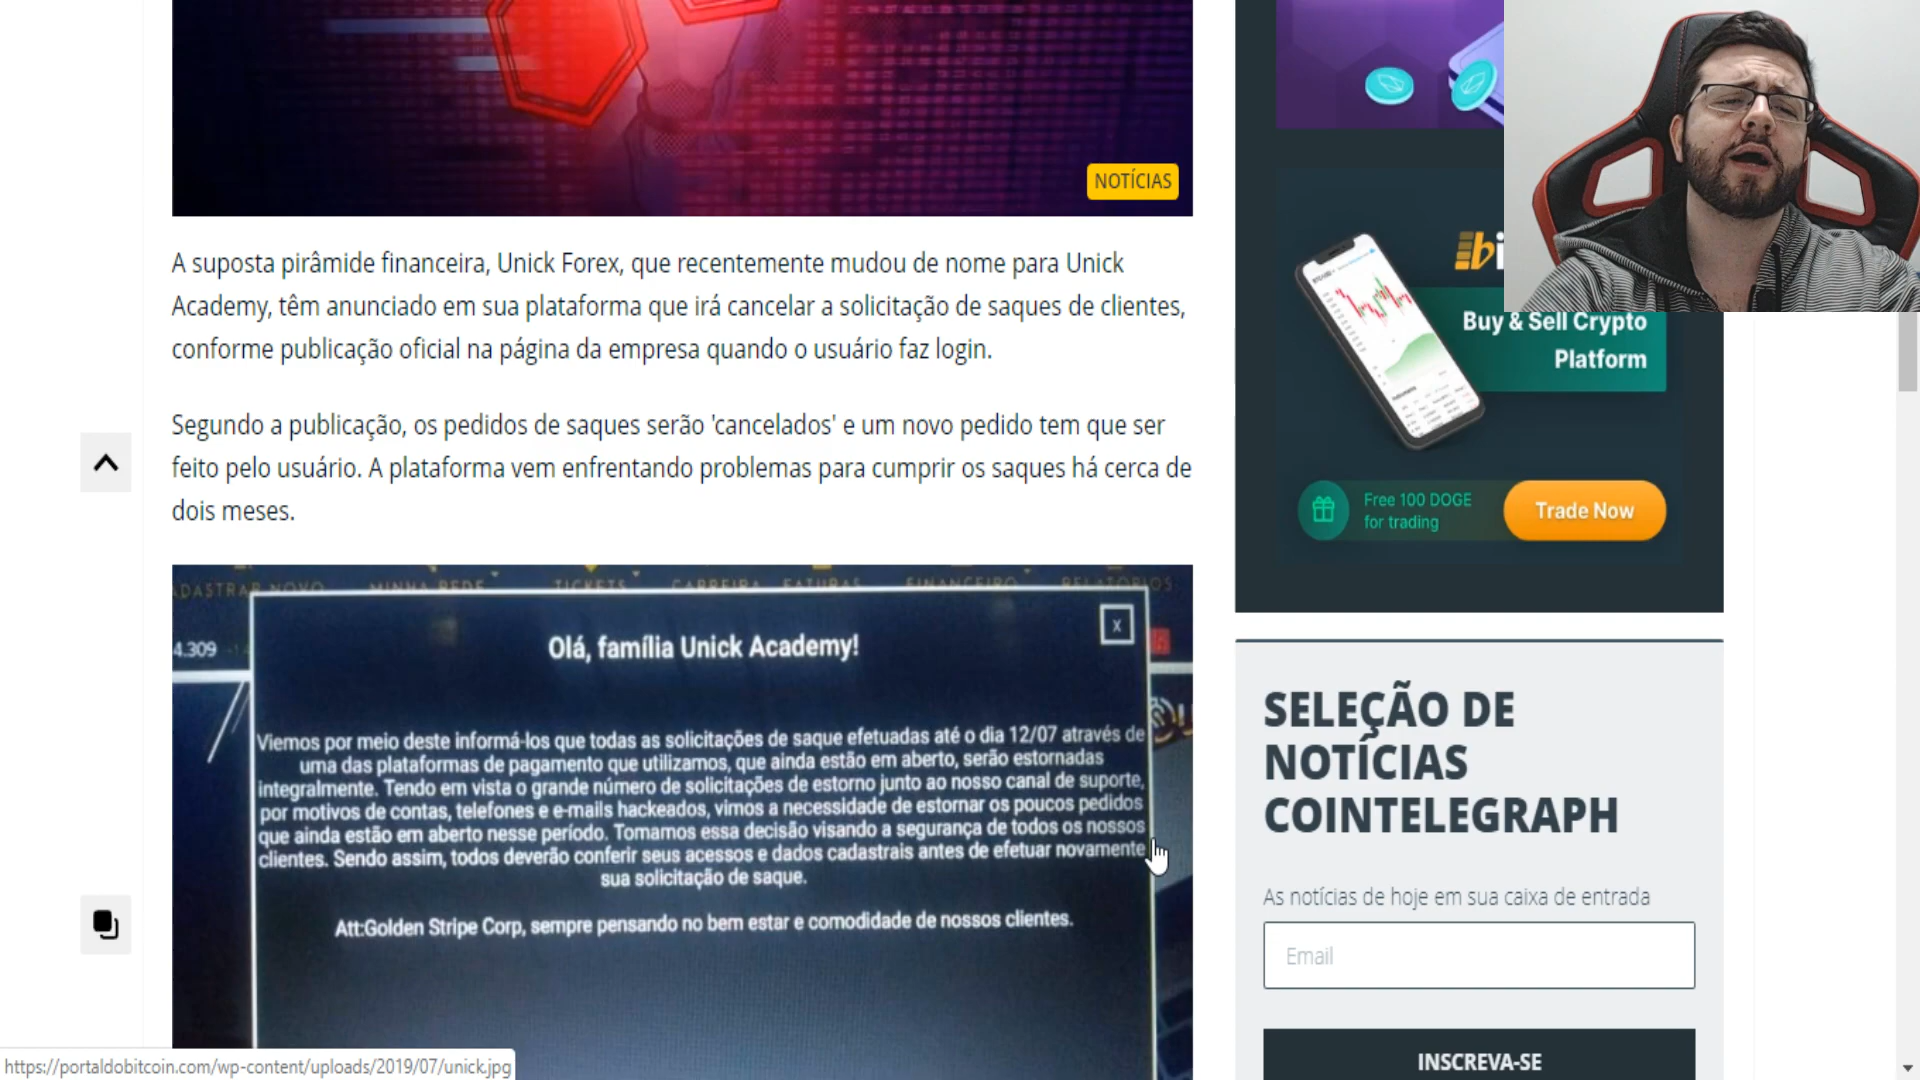 NOTÍCIAS
A suposta pirâmide financeira, Unick Forex, que recentemente mudou de nome para Unick
Academy, têm anunciado em sua plataforma que irá cancelar a solicitação de saques de clientes,
conforme publicação oficial na página da empresa quando o usuário faz login.
Segundo a publicação, os pedidos de saques serão 'cancelados' e um novo pedido tem que ser
feito pelo usuário. A plataforma vem enfrentando problemas para cumprir os saques há cerca de
dois meses.
MINHA REDE TICKETS CARREIRA FATURAS FINANCEIRO RELATÓRIOS
4.309
X
Olá, família Unick Academy!
Viemos por meio deste informá-los que todas as solicitações de saque efetuadas até o dia 12/07 através de
uma das plataformas de pagamento que utilizamos, que ainda estão em aberto, serão estornadas
integralmente. Tendo em vista o grande número de solicitações de estorno junto ao nosso canal de suporte,
por motivos de contas, telefones e e-mails hackeados, vimos a necessidade de estornar os poucos pedidos
que ainda estão em aberto nesse período. Tomamos essa decisão visando a segurança de todos os nossos
clientes. Sendo assim, todos deverão conferir seus acessos e dados cadastrais antes de efetuar novamente
sua solicitação de saque.
Att:Golden Stripe Corp, sempre pensando no bem estar e comodidade de nossos clientes.
https://portaldobitcoin.com/wp-content/uploads/2019/07/unick.jpg
Buy & Sell Crypto
Platform
Free 100 DOGE
for trading
Trade Now
SELEÇÃO DE
NOTÍCIAS
COINTELEGRAPH
As notícias de hoje em sua caixa de entrada
Email
INSCREVA-SE